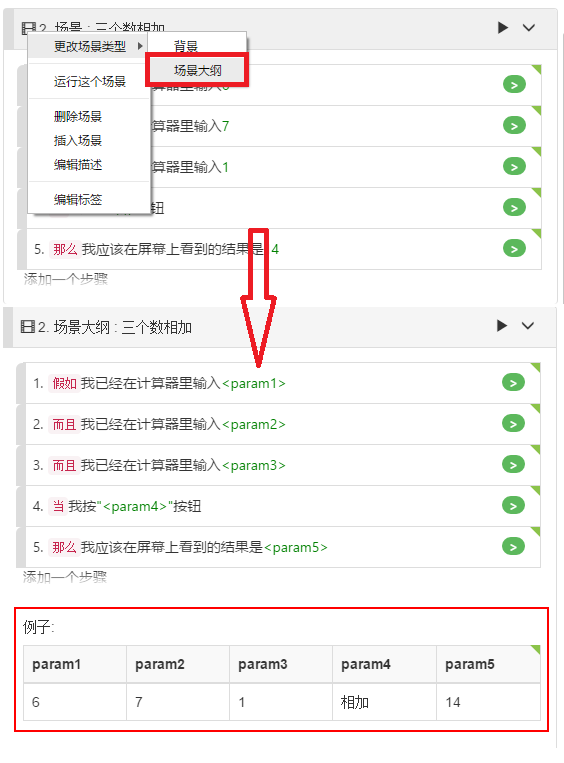 2. 场景 : 三个数相加
更改场景类型
背景
场景大纲
运行这个场景
算器里输入6
删除场景
算器里输入7
插入场景
编辑描述
算器里输入1
编辑标签
钮
5. 那么 我应该在屏幕上看到的结果是 4
添加一个步骤
2. 场景大纲 : 三个数相加
1. 假如 我已经在计算器里输入<param1>
2. 而且 我已经在计算器里输入<param2>
3. 而且 我已经在计算器里输入<param3>
4. 当 我按"<param4>"按钮
5. 那么 我应该在屏幕上看到的结果是<param5>
添加一个步骤
例子:
param1 param2 param3 param4 param5
6 7 1 相加 14